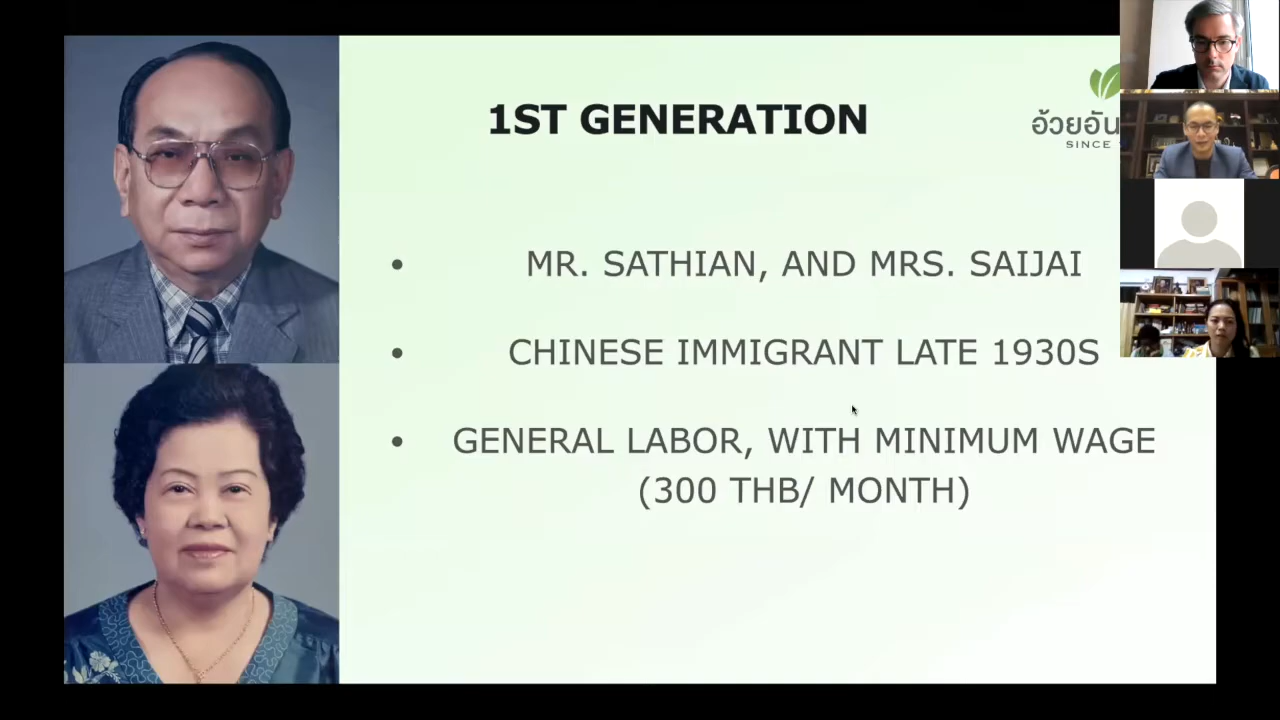 1ST GENERATION
อ้วยอัน
SINCE
• MR. SATHIAN, AND MRS. SAIJAI
• CHINESE IMMIGRANT LATE 1930S
• GENERAL LABOR, WITH MINIMUM WAGE
(300 THB/ MONTH)